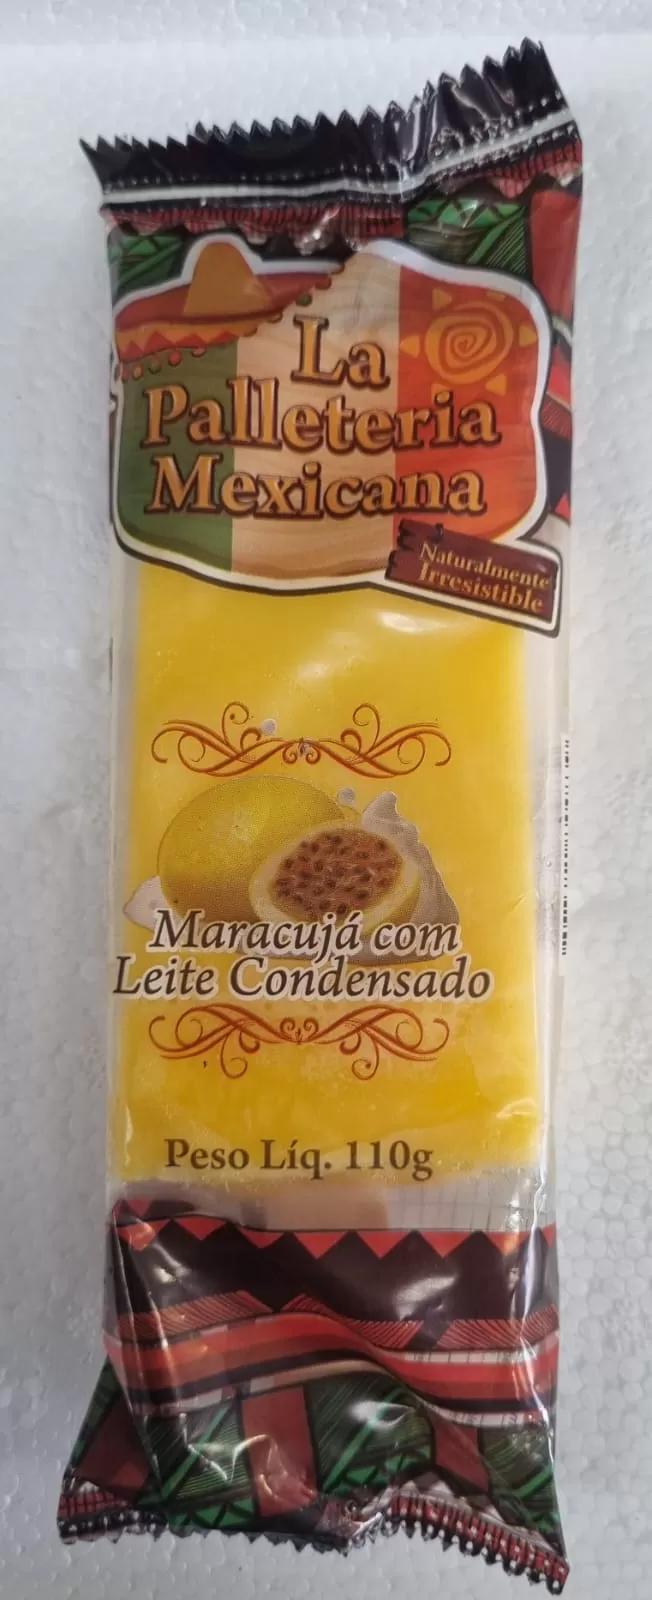 La
Palleteria
Mexicana
Naturalmente
Irresistible
Maracujá com
Leite Condensado
Peso Líq. 110g